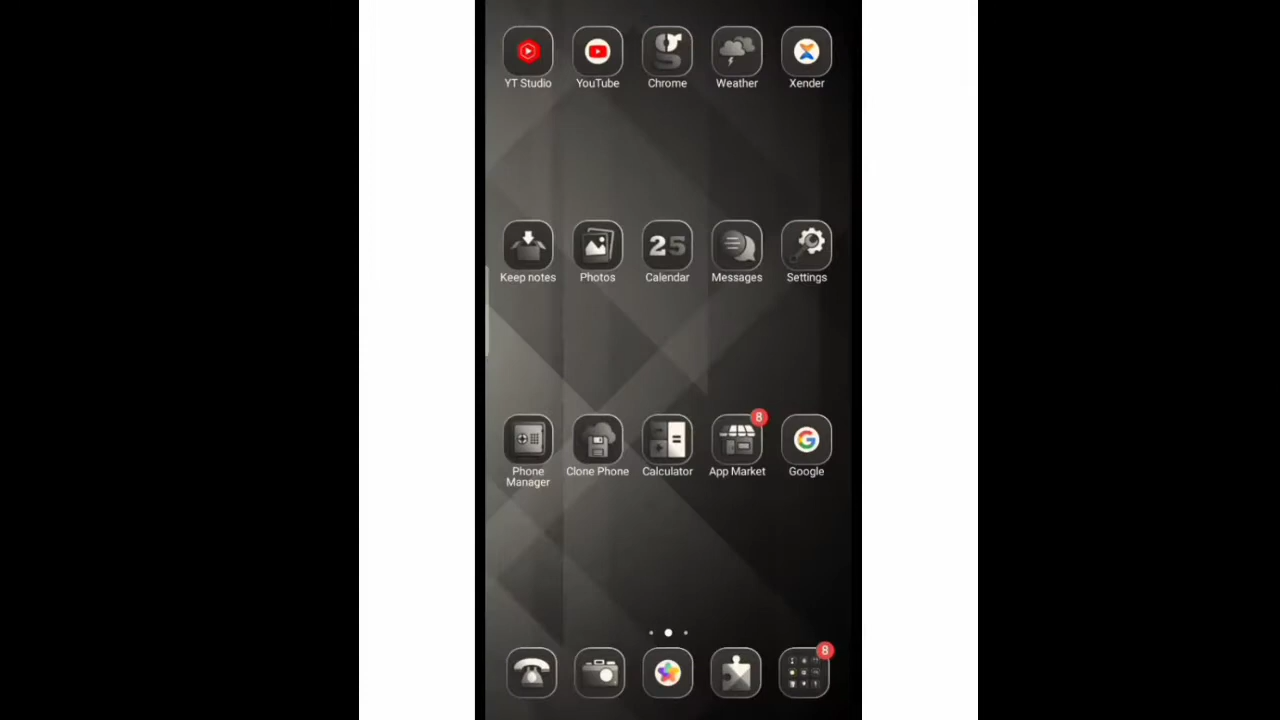 YT Studio
YouTube
Chrome
Weather
Xender
Keep notes
Photos
25
Calendar
Messages
Settings
Phone
Manager
Clone Phone
Calculator
8
App Market
G
Google
8